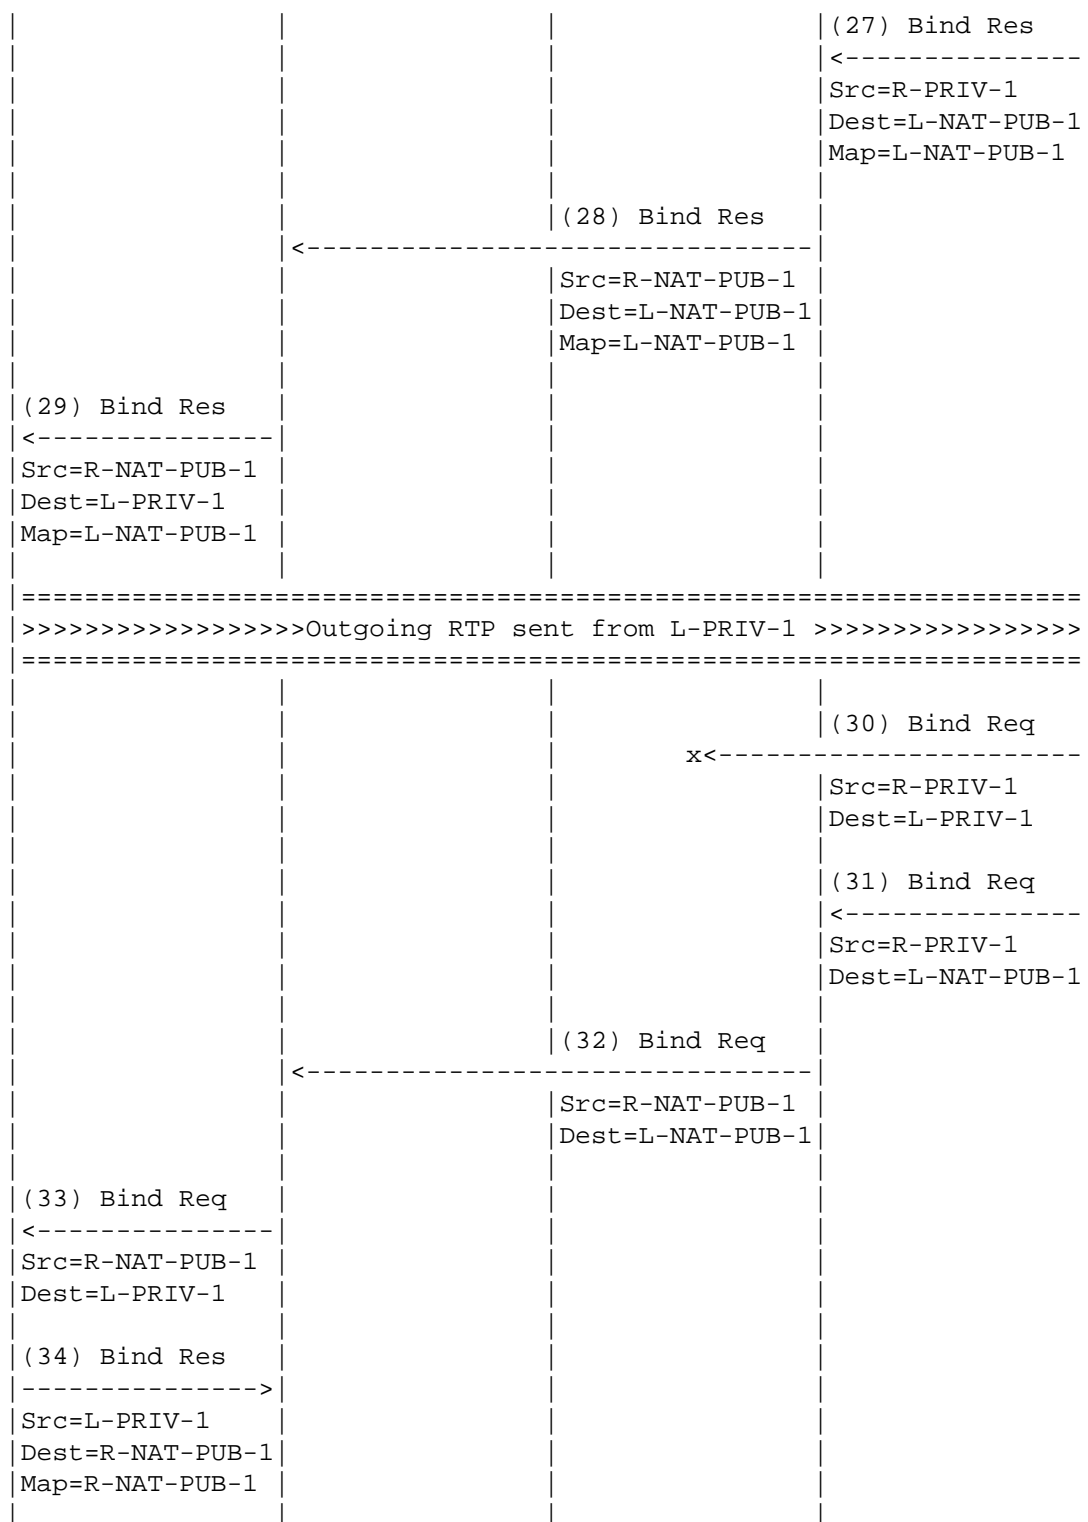 |                |                |                |(27) Bind Res
|                |                |                |<---------------
|                |                |                |Src=R-PRIV-1
|                |                |                |Dest=L-NAT-PUB-1
|                |                |                |Map=L-NAT-PUB-1
|                |                |                |
|                |                |(28) Bind Res   |
|                |<--------------------------------|
|                |                |Src=R-NAT-PUB-1 |
|                |                |Dest=L-NAT-PUB-1|
|                |                |Map=L-NAT-PUB-1 |
|                |                |                |
|(29) Bind Res   |                |                |
|<---------------|                |                |
|Src=R-NAT-PUB-1 |                |                |
|Dest=L-PRIV-1   |                |                |
|Map=L-NAT-PUB-1 |                |                |
|                |                |                |
|===================================================================
|>>>>>>>>>>>>>>>>>>Outgoing RTP sent from L-PRIV-1 >>>>>>>>>>>>>>>>>
|===================================================================
|                |                |                |
|                |                |                |(30) Bind Req
|                |                |        x<-----------------------
|                |                |                |Src=R-PRIV-1
|                |                |                |Dest=L-PRIV-1
|                |                |                |
|                |                |                |(31) Bind Req
|                |                |                |<---------------
|                |                |                |Src=R-PRIV-1
|                |                |                |Dest=L-NAT-PUB-1
|                |                |                |
|                |                |(32) Bind Req   |
|                |<--------------------------------|
|                |                |Src=R-NAT-PUB-1 |
|                |                |Dest=L-NAT-PUB-1|
|                |                |                |
|(33) Bind Req   |                |                |
|<---------------|                |                |
|Src=R-NAT-PUB-1 |                |                |
|Dest=L-PRIV-1   |                |                |
|                |                |                |
|(34) Bind Res   |                |                |
|--------------->|                |                |
|Src=L-PRIV-1    |                |                |
|Dest=R-NAT-PUB-1|                |                |
|Map=R-NAT-PUB-1 |                |                |
|                |                |                |